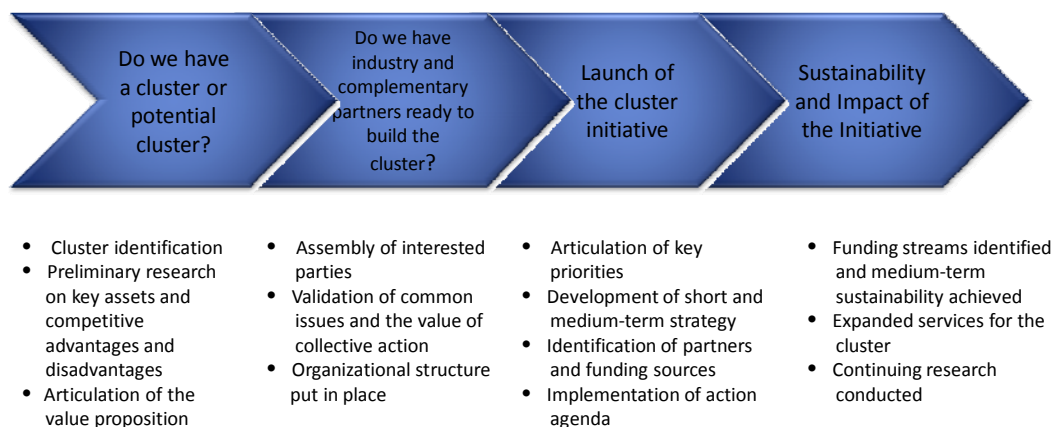 Do we have
a cluster or
potential
cluster?
Do we have
industry and
complementary
partners ready to
build the
cluster?
Launch of
the cluster
initiative
Sustainability
and Impact of
the Initiative
• Cluster identification
• Preliminary research
on key assets and
competitive
advantages and
disadvantages
• Articulation of the
value proposition
• Assembly of interested
parties
• Validation of common
issues and the value of
collective action
• Organizational structure
put in place
• Articulation of key
priorities
• Development of short and
medium-term strategy
• Identification of partners
and funding sources
• Implementation of action
agenda
• Funding streams identified
and medium-term
sustainability achieved
• Expanded services for the
cluster
• Continuing research
conducted